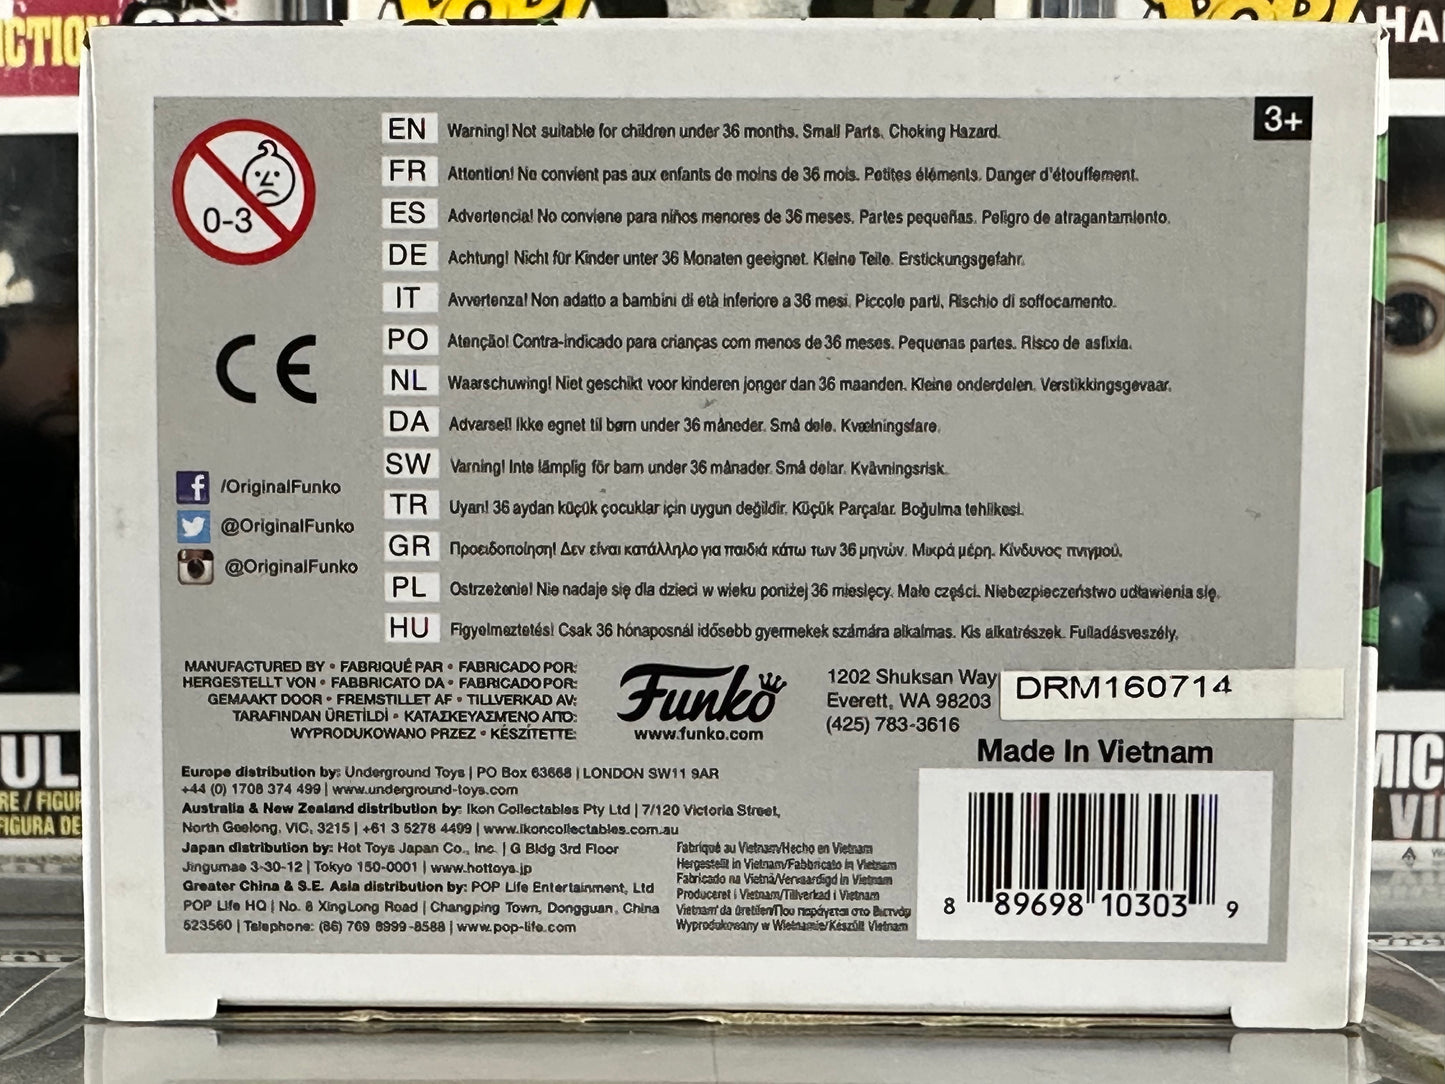 EN Warning! Not suitable for children under 36 months. Small Parts. Choking Hazard.
3+
0-3
FR Attention! Ne convient pas aux enfants de moins de 36 mois. Petites éléments. Danger d'étouffement.
ES Advertencia! No conviene para niños menores de 36 meses. Partes pequeñas. Peligro de atragantamiento.
DE Achtung! Nicht für Kinder unter 36 Monaten geeignet. Kleine Teile. Erstickungsgefahr.
IT Avvertenza! Non adatto a bambini di età inferiore a 36 mesi. Piccole parti, Rischio di soffocamento.
PO Atenção! Contra-indicado para crianças com menos de 36 meses. Pequenas partes. Risco de asfixia.
CE
NL Waarschuwing! Niet geschikt voor kinderen jonger dan 36 maanden. Kleine onderdelen. Verstikkingsgevaar.
DA Advarsel! Ikke egnet til børn under 36 måneder. Små dele. Kvælningsfare.
SW Varning! Inte lämplig för barn under 36 månader. Små delar. Kvävningsrisk.
TR Uyarı! 36 aydan küçük çocuklar için uygun değildir. Küçük Parçalar. Boğulma tehlikesi.
GR Προειδοποίηση! Δεν είναι κατάλληλο για παιδιά κάτω των 36 μηνών. Μικρά μέρη. Κίνδυνος πνιγμού.
PL Ostrzeżenie! Nie nadaje się dla dzieci w wieku poniżej 36 miesięcy. Małe części. Niebezpieczeństwo udławienia się.
HU Figyelmeztetés! Csak 36 hónaposnál idősebb gyermekek számára alkalmas. Kis alkatrészek. Fulladásveszély.
f /OriginalFunko
@OriginalFunko
@OriginalFunko
MANUFACTURED BY • FABRIQUÉ PAR • FABRICADO POR:
HERGESTELLT VON • FABBRICATO DA • FABRICADO POR:
GEMAAKT DOOR • FREMSTILLET AF • TILLVERKAD AV:
TARAFINDAN ÜRETİLDİ • ΚΑΤΑΣΚΕΥΑΣΜΕΝΟ ΑΠΟ:
WYPRODUKOWANO PRZEZ • KÉSZÍTETTE:
Funko
www.funko.com
1202 Shuksan Way
Everett, WA 98203
(425) 783-3616
DRM160714
Made In Vietnam
Europe distribution by: Underground Toys | PO Box 63668 | LONDON SW11 9AR
+44 (0) 1708 374 499 | www.underground-toys.com
Australia & New Zealand distribution by: Ikon Collectables Pty Ltd | 7/120 Victoria Street,
North Geelong, VIC, 3215 | +61 3 5278 4499 | www.ikoncollectables.com.au
Japan distribution by: Hot Toys Japan Co., Inc. | G Bldg 3rd Floor
Jingumae 3-30-12 | Tokyo 150-0001 | www.hottoys.jp
Greater China & S.E. Asia distribution by: POP Life Entertainment, Ltd
POP Life HQ | No. 8 XingLong Road | Changping Town, Dongguan, China
523560 | Telephone: (86) 769 8999-8588 | www.pop-life.com
Fabriqué au Vietnam/Hecho en Vietnam
Hergestellt in Vietnam/Fabbricato in Vietnam
Fabricado na Vietnã/Vervaardigd in Vietnam
Produceret i Vietnam/Tillverkad i Vietnam
Vietnam'da üretilen/Που παράγεται στο Βιετνάμ
Wyprodukowany w Wietnamie/Készült Vietnam
8 89698 10303 9